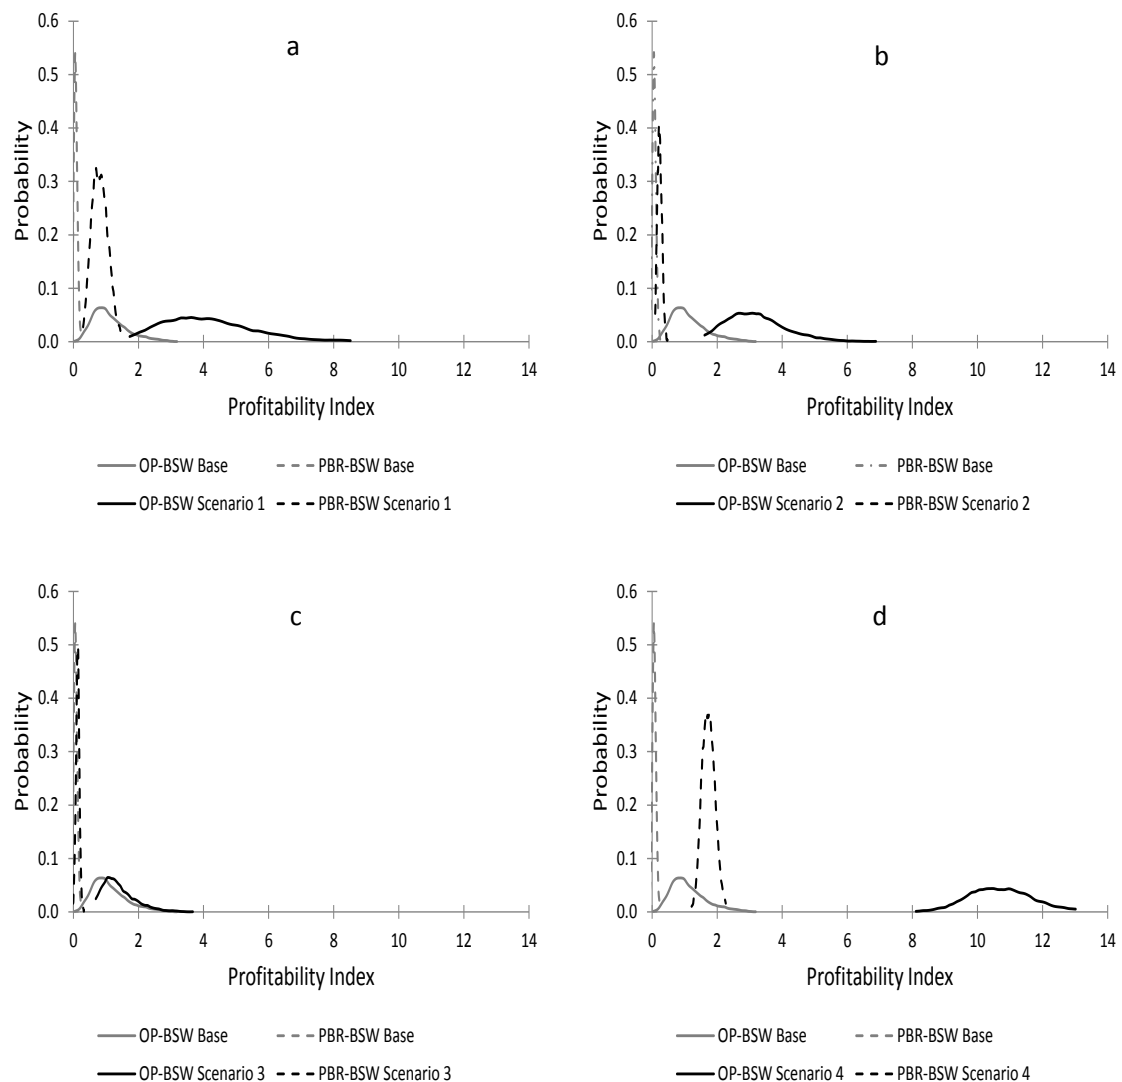 a
0.6
0.5
0.4
0.3
0.2
0.1
0.0
Probability
0 2 4 6 8 10 12 14
Profitability Index
OP-BSW Base PBR-BSW Base
OP-BSW Scenario 1 PBR-BSW Scenario 1
b
0.6
0.5
0.4
0.3
0.2
0.1
0.0
Probability
0 2 4 6 8 10 12 14
Profitability Index
OP-BSW Base PBR-BSW Base
OP-BSW Scenario 2 PBR-BSW Scenario 2
c
0.6
0.5
0.4
0.3
0.2
0.1
0.0
Probability
0 2 4 6 8 10 12 14
Profitability Index
OP-BSW Base PBR-BSW Base
OP-BSW Scenario 3 PBR-BSW Scenario 3
d
0.6
0.5
0.4
0.3
0.2
0.1
0.0
Probability
0 2 4 6 8 10 12 14
Profitability Index
OP-BSW Base PBR-BSW Base
OP-BSW Scenario 4 PBR-BSW Scenario 4